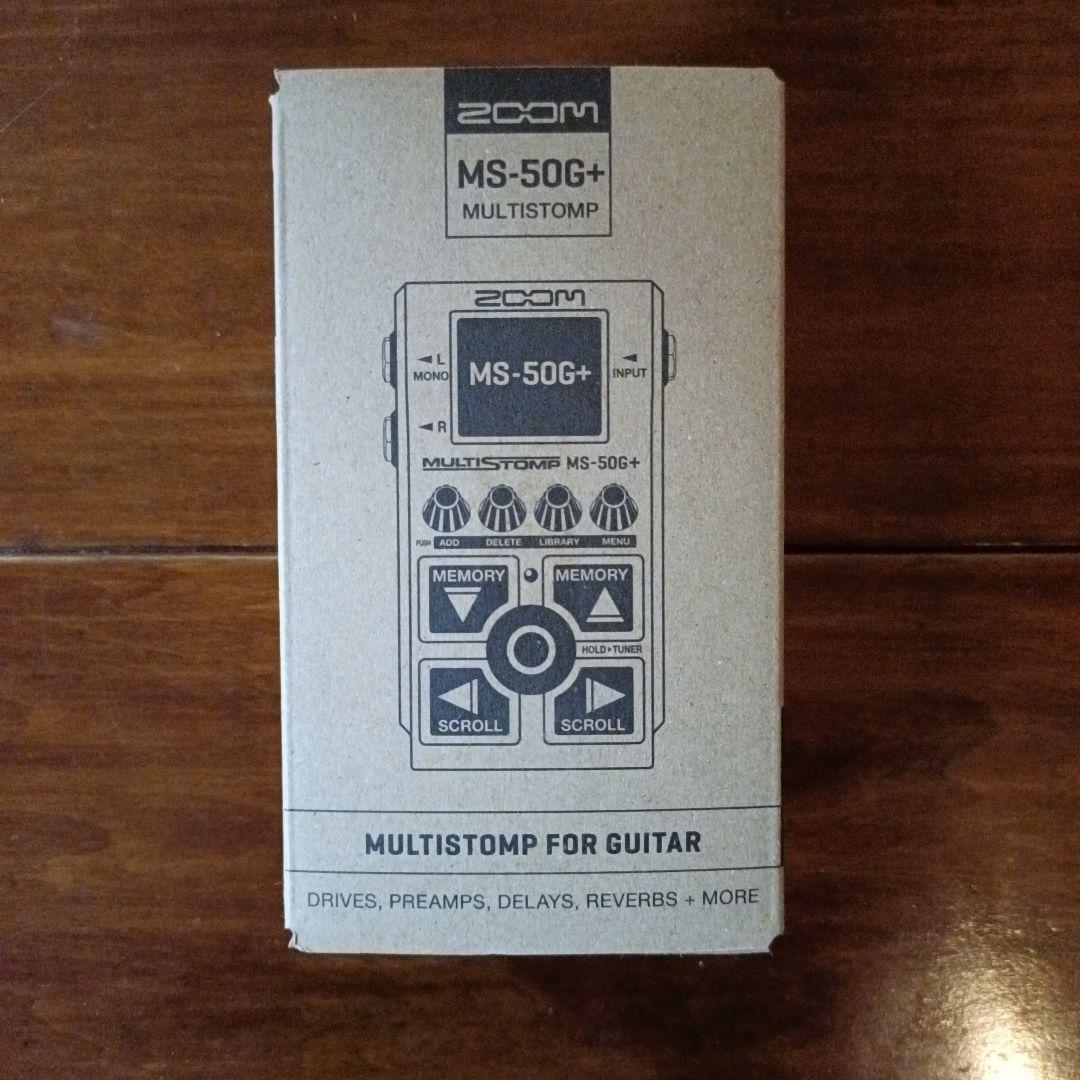 ZOOM
MS-50G+
MULTISTOMP
ZOOM
◄ L
MONO
MS-50G+
◄
INPUT
◄ R
MULTISTOMP MS-50G+
PUSH ADD DELETE LIBRARY MENU
MEMORY MEMORY
▼ ▲
HOLD▸TUNER
◀ ▶
SCROLL SCROLL
MULTISTOMP FOR GUITAR
DRIVES, PREAMPS, DELAYS, REVERBS + MORE